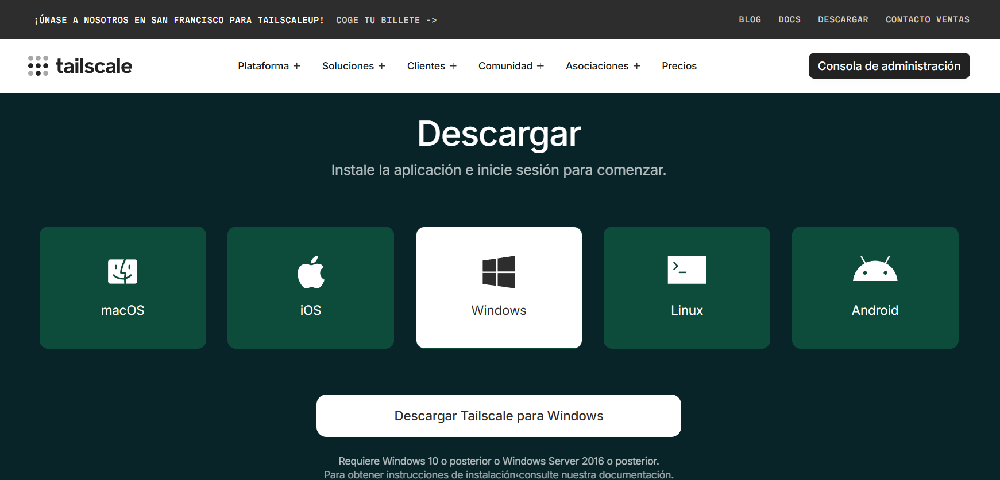 ¡ÚNASE A NOSOTROS EN SAN FRANCISCO PARA TAILSCALEUP! COGE TU BILLETE ->
BLOG DOCS DESCARGAR CONTACTO VENTAS
tailscale
Plataforma + Soluciones + Clientes + Comunidad + Asociaciones + Precios
Consola de administración
Descargar
Instale la aplicación e inicie sesión para comenzar.
macOS
iOS
Windows
Linux
Android
Descargar Tailscale para Windows
Requiere Windows 10 o posterior o Windows Server 2016 o posterior.
Para obtener instrucciones de instalación, consulte nuestra documentación.